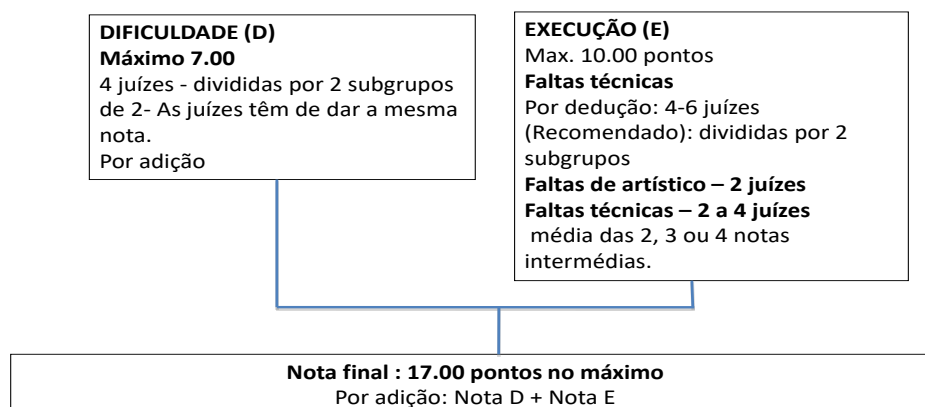 DIFICULDADE (D)
Máximo 7.00
4 juízes - divididas por 2 subgrupos
de 2- As juízes têm de dar a mesma
nota.
Por adição
EXECUÇÃO (E)
Max. 10.00 pontos
Faltas técnicas
Por dedução: 4-6 juízes
(Recomendado): divididas por 2
subgrupos
Faltas de artístico – 2 juízes
Faltas técnicas – 2 a 4 juízes
média das 2, 3 ou 4 notas
intermédias.
Nota final : 17.00 pontos no máximo
Por adição: Nota D + Nota E